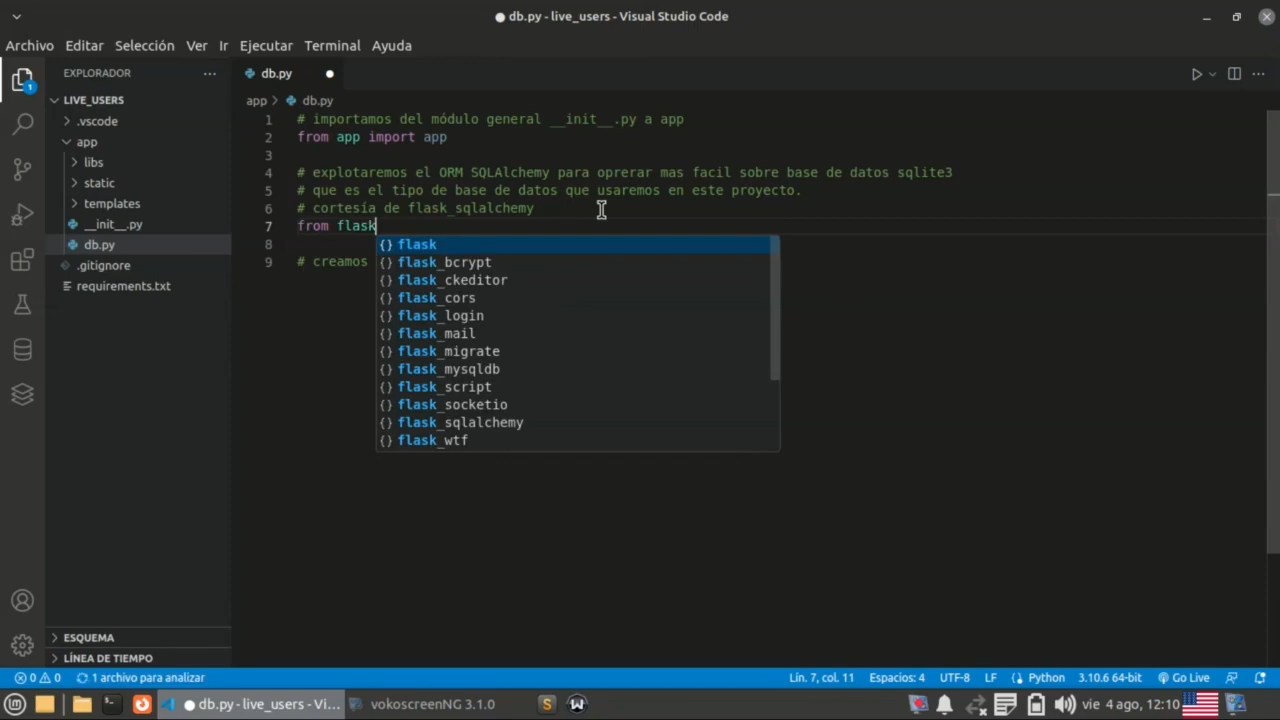 db.py - live_users - Visual Studio Code
Archivo Editar Selección Ver Ir Ejecutar Terminal Ayuda
EXPLORADOR
db.py
LIVE_USERS
app > db.py
.vscode
app
libs
static
templates
__init__.py
db.py
.gitignore
requirements.txt
1
1 # importamos del módulo general __init__.py a app
2 from app import app
3
4 # explotaremos el ORM SQLAlchemy para oprerar mas facil sobre base de datos sqlite3
5 # que es el tipo de base de datos que usaremos en este proyecto.
6 # cortesía de flask_sqlalchemy
7 from flask
8
9 # creamos
{} flask
{} flask_bcrypt
{} flask_ckeditor
{} flask_cors
{} flask_login
{} flask_mail
{} flask_migrate
{} flask_mysqldb
{} flask_script
{} flask_socketio
{} flask_sqlalchemy
{} flask_wtf
ESQUEMA
LÍNEA DE TIEMPO
0 0 1 archivo para analizar Lín. 7, col. 11 Espacios: 4 UTF-8 LF Python 3.10.6 64-bit Go Live
db.py - live_users - Vi... vokoscreenNG 3.1.0 vie 4 ago, 12:10